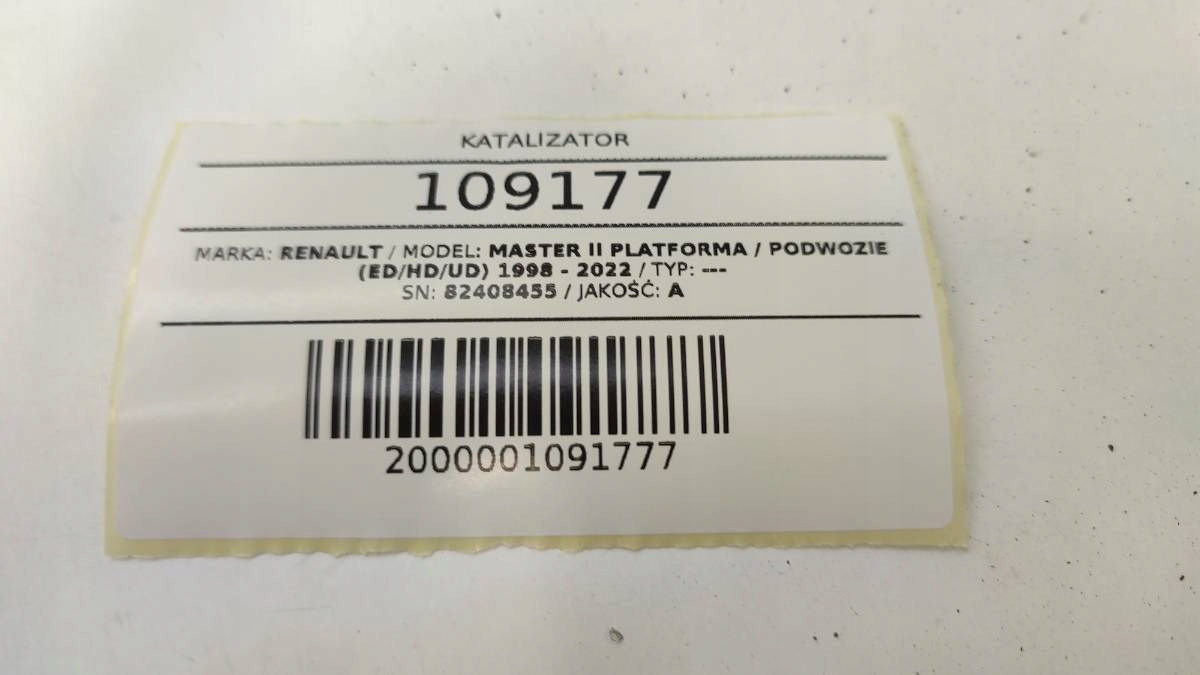 KATALIZATOR
109177
MARKA: RENAULT / MODEL: MASTER II PLATFORMA / PODWOZIE
(ED/HD/UD) 1998 - 2022 / TYP: ---
SN: 82408455 / JAKOŚĆ: A
2000001091777